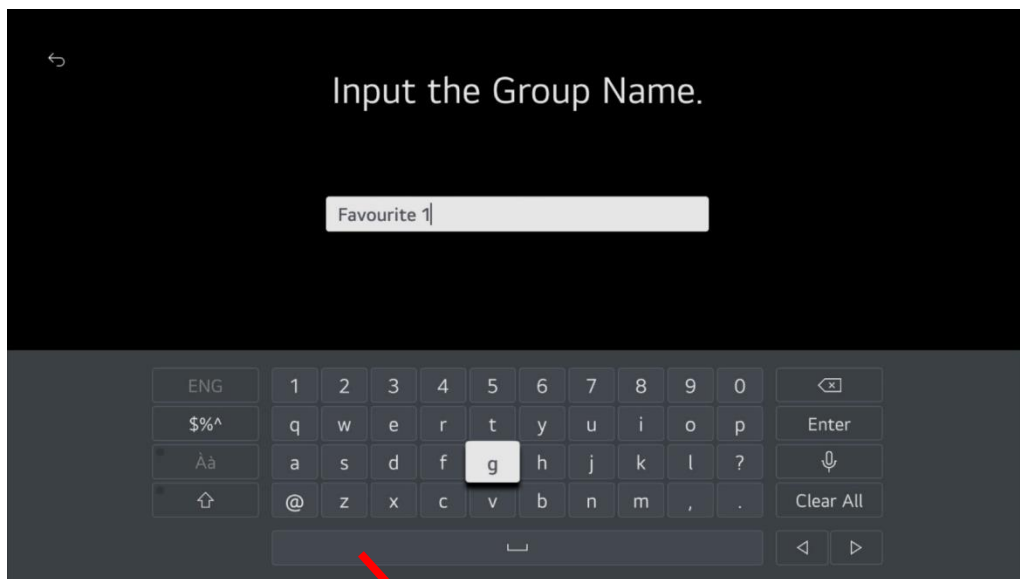 Input the Group Name.
Favourite 1
ENG 1 2 3 4 5 6 7 8 9 0
$%^ q w e r t y u i o p Enter
Àà a s d f g h j k l ?
@ z x c v b n m , . Clear All